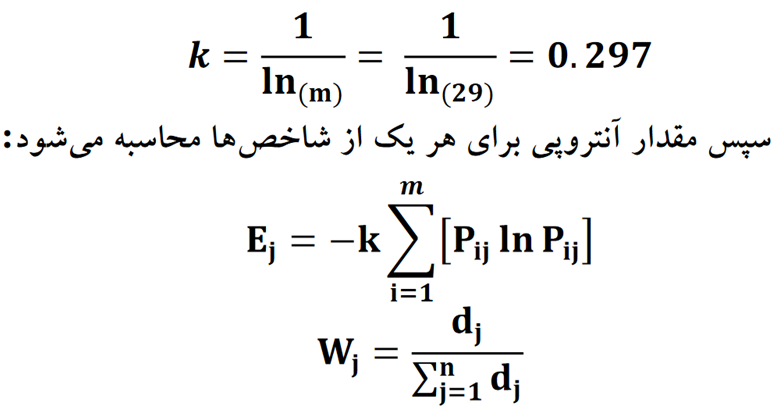 k = 1/ln(m) = 1/ln(29) = 0.297
سپس مقدار آنتروپی برای هر یک از شاخص‌ها محاسبه می‌شود:
E_j = −k ∑_{i=1}^{m} [P_ij ln P_ij]
W_j = d_j / ∑_{j=1}^{n} d_j